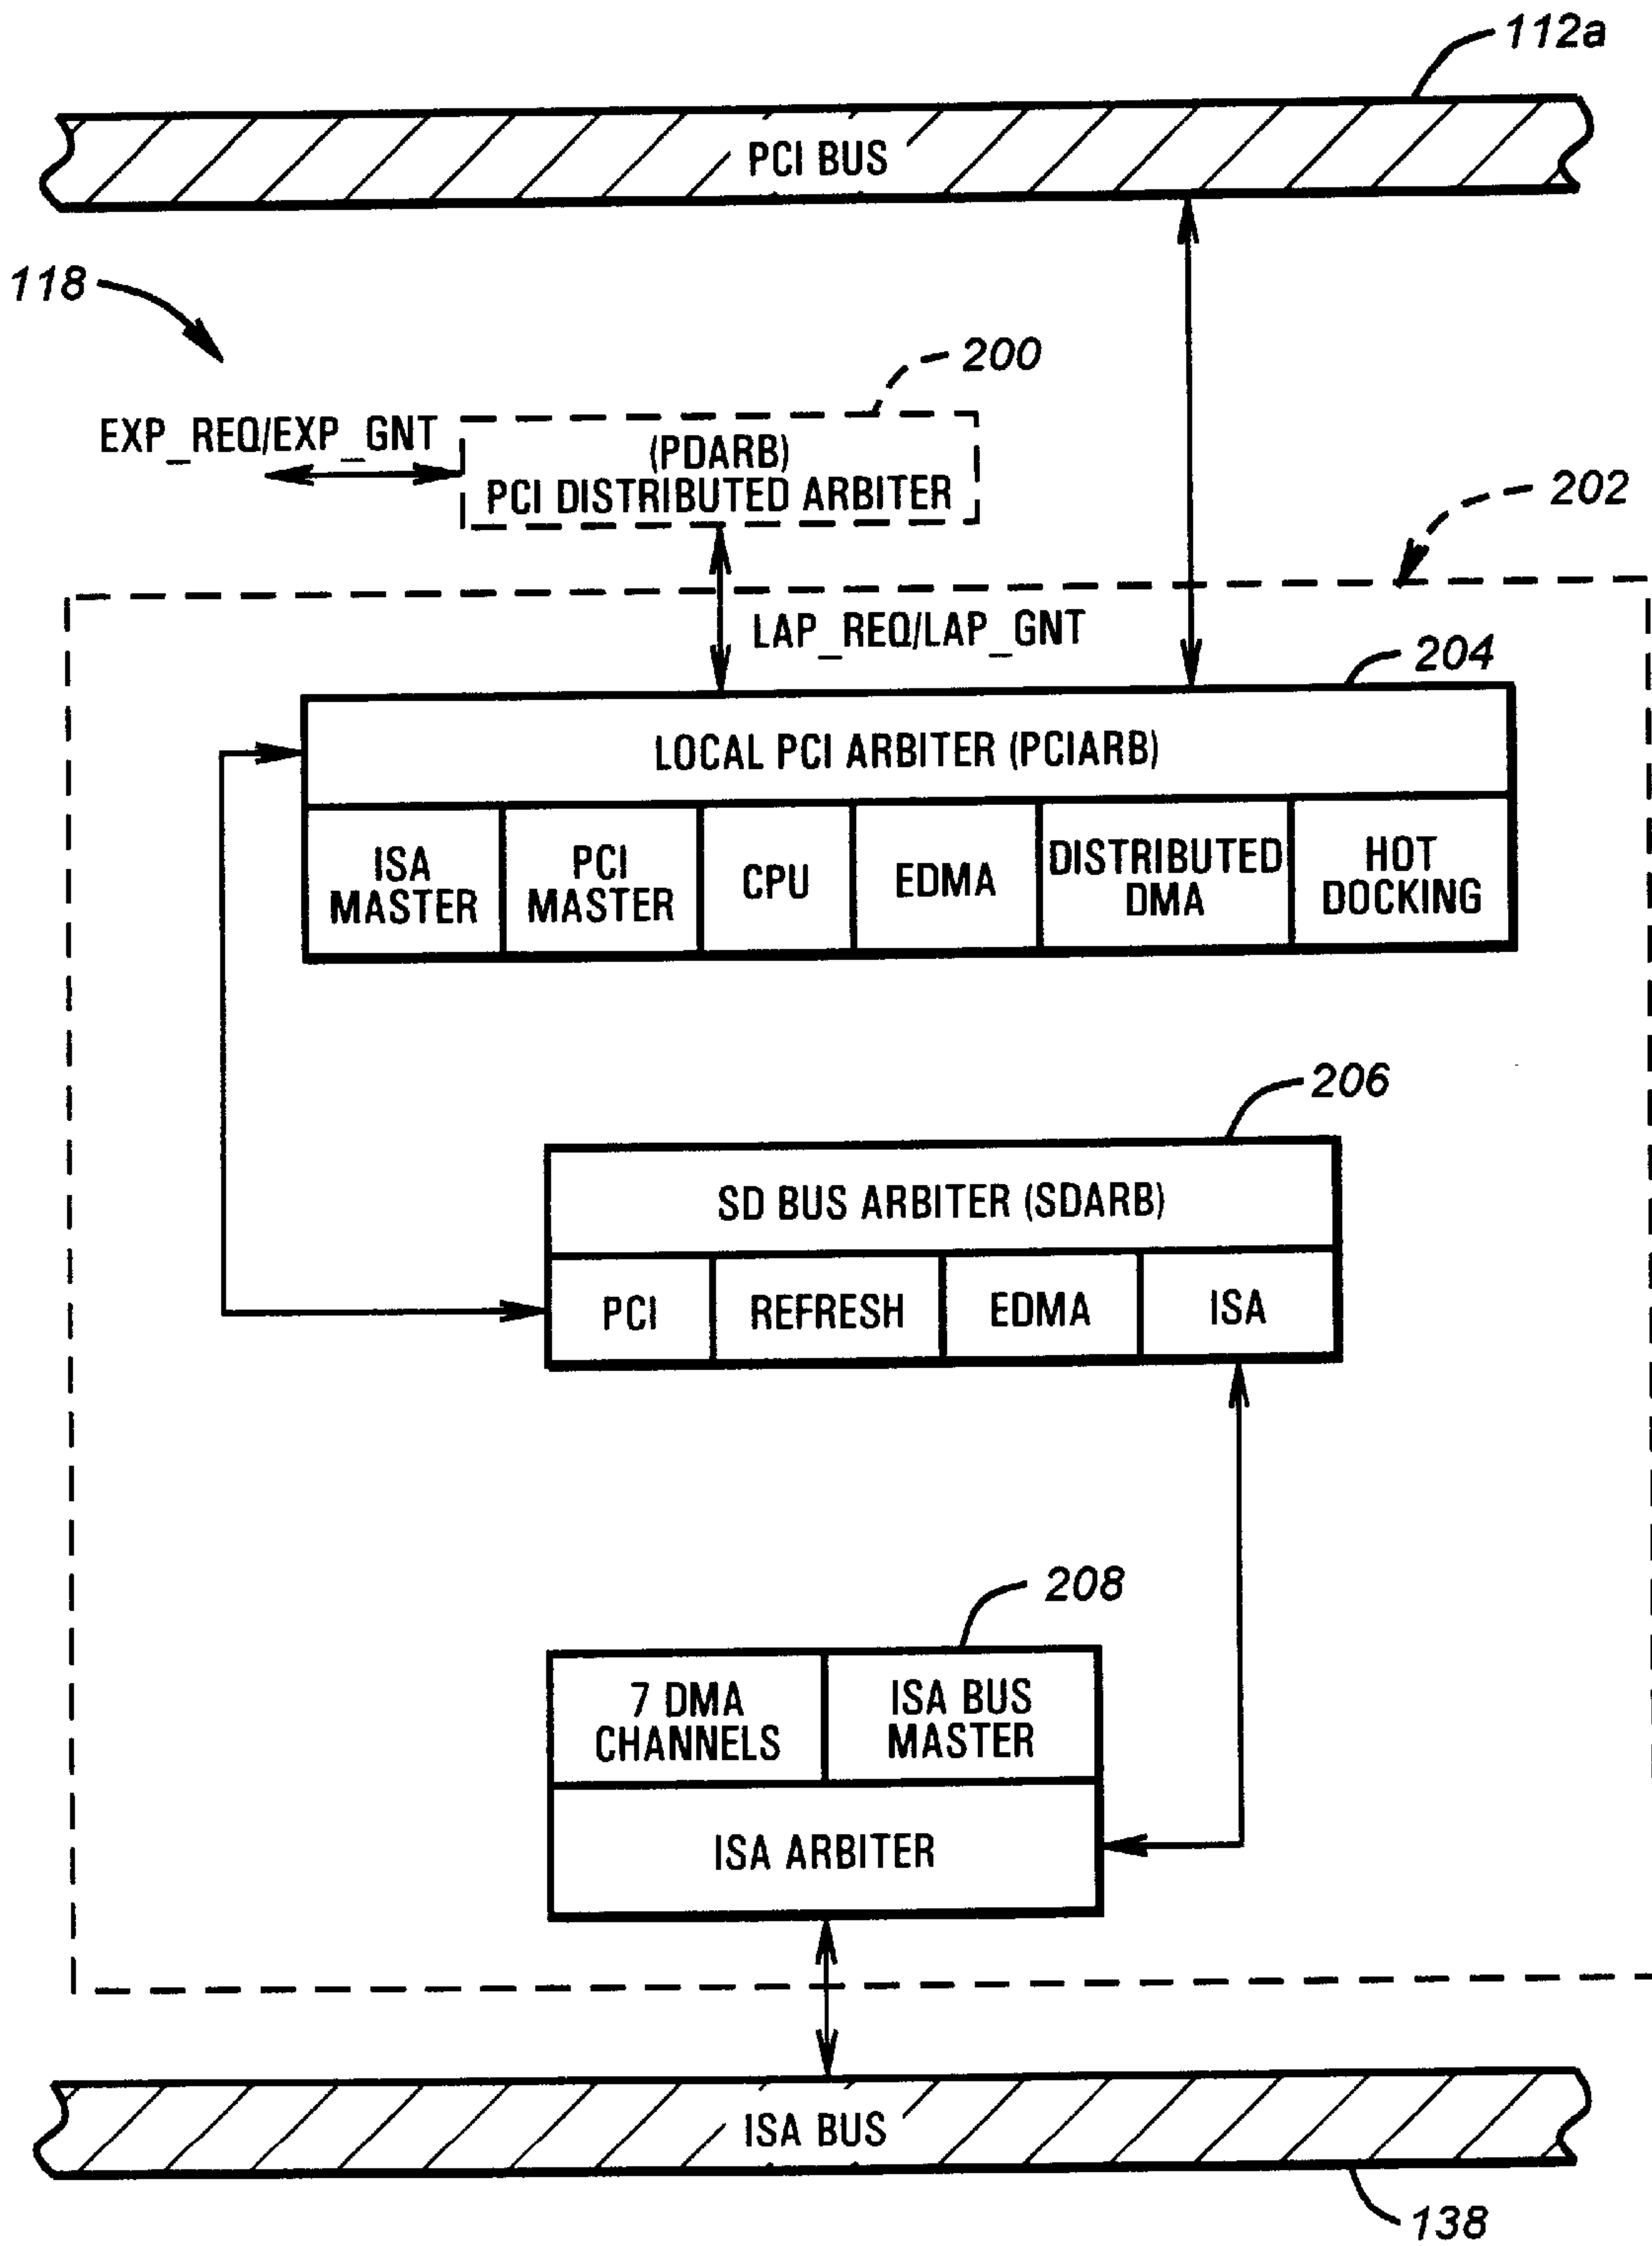 112a
PCI BUS
118
200
EXP_REQ/EXP_GNT
(PDARB)
PCI DISTRIBUTED ARBITER
202
LAP_REQ/LAP_GNT
204
LOCAL PCI ARBITER (PCIARB)
ISA
MASTER
PCI
MASTER
CPU
EDMA
DISTRIBUTED
DMA
HOT
DOCKING
206
SD BUS ARBITER (SDARB)
PCI
REFRESH
EDMA
ISA
208
7 DMA
CHANNELS
ISA BUS
MASTER
ISA ARBITER
ISA BUS
138